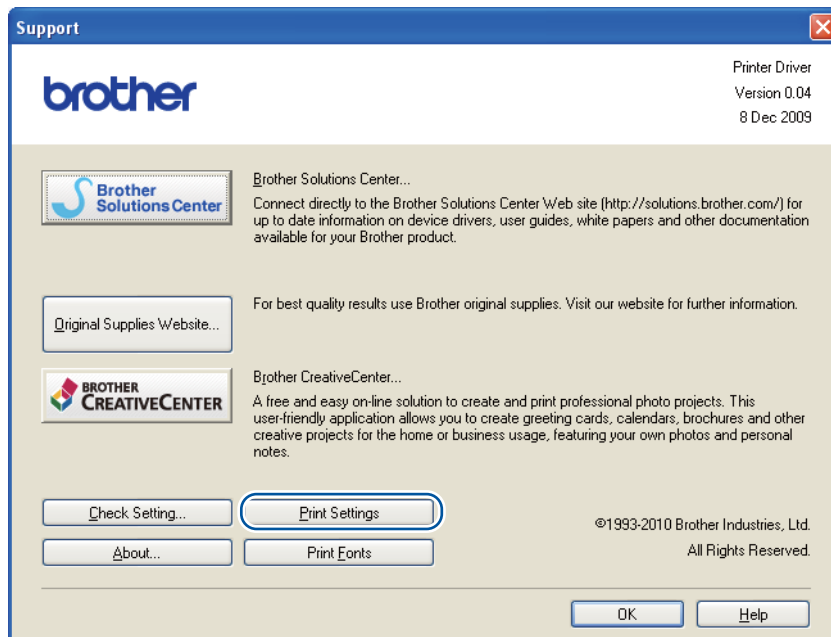 Support
brother
Printer Driver
Version 0.04
8 Dec 2009
Brother
Solutions Center
Brother Solutions Center...
Connect directly to the Brother Solutions Center Web site (http://solutions.brother.com/) for
up to date information on device drivers, user guides, white papers and other documentation
available for your Brother product.
Original Supplies Website...
For best quality results use Brother original supplies. Visit our website for further information.
BROTHER
CREATIVECENTER
Brother CreativeCenter...
A free and easy on-line solution to create and print professional photo projects. This
user-friendly application allows you to create greeting cards, calendars, brochures and other
creative projects for the home or business usage, featuring your own photos and personal
notes.
Check Setting...
Print Settings
©1993-2010 Brother Industries, Ltd.
About...
Print Fonts
All Rights Reserved.
OK
Help